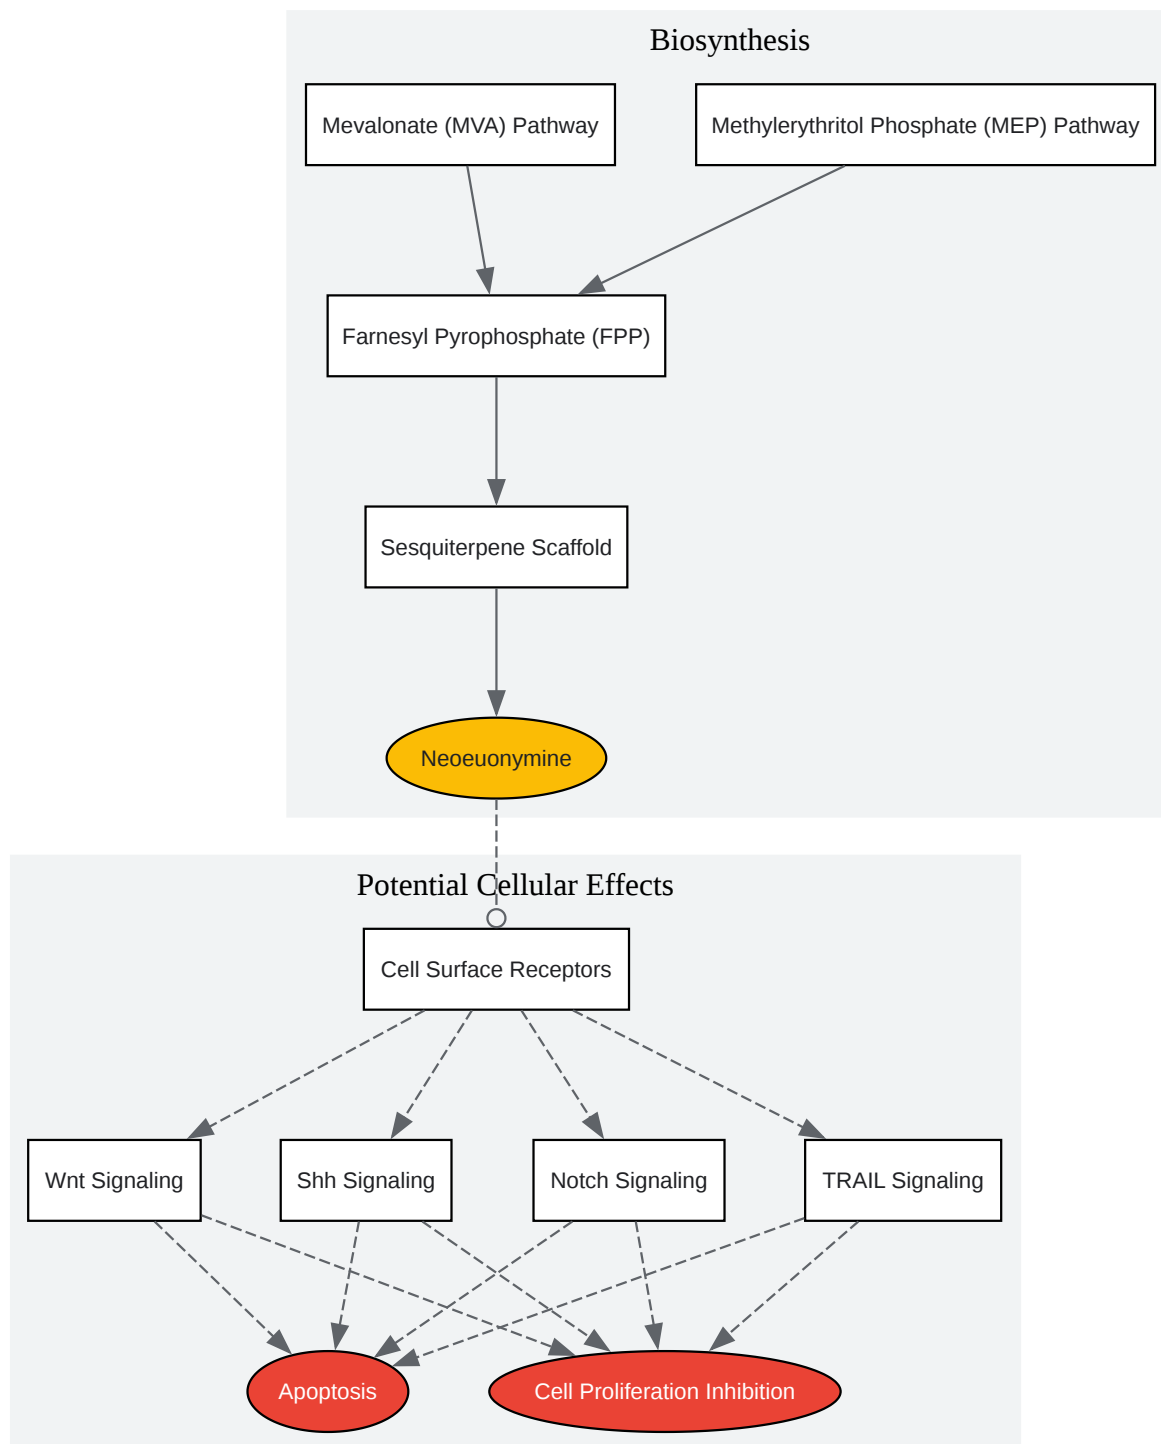 Biosynthesis
Mevalonate (MVA) Pathway
Methylerythritol Phosphate (MEP) Pathway
Farnesyl Pyrophosphate (FPP)
Sesquiterpene Scaffold
Neoeuonymine
Potential Cellular Effects
Cell Surface Receptors
Wnt Signaling
Shh Signaling
Notch Signaling
TRAIL Signaling
Apoptosis
Cell Proliferation Inhibition